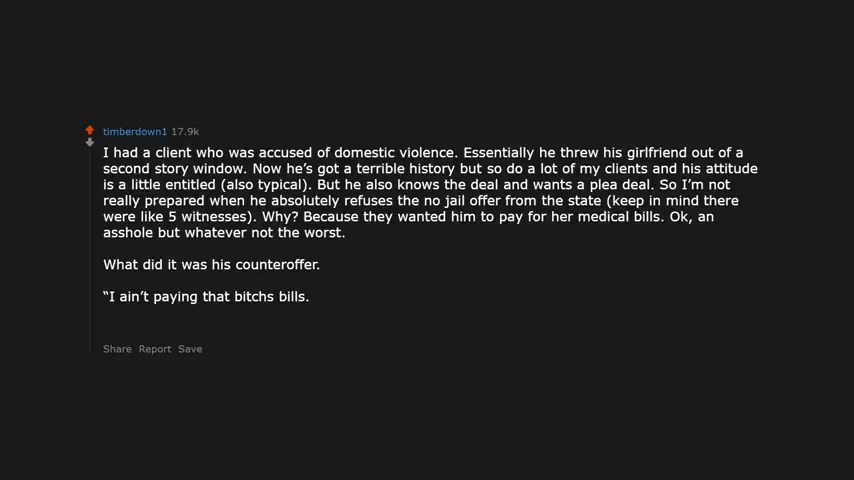 timberdown1 17.9k
I had a client who was accused of domestic violence. Essentially he threw his girlfriend out of a
second story window. Now he's got a terrible history but so do a lot of my clients and his attitude
is a little entitled (also typical). But he also knows the deal and wants a plea deal. So I'm not
really prepared when he absolutely refuses the no jail offer from the state (keep in mind there
were like 5 witnesses). Why? Because they wanted him to pay for her medical bills. Ok, an
asshole but whatever not the worst.
What did it was his counteroffer.
“I ain't paying that bitchs bills.
Share Report Save